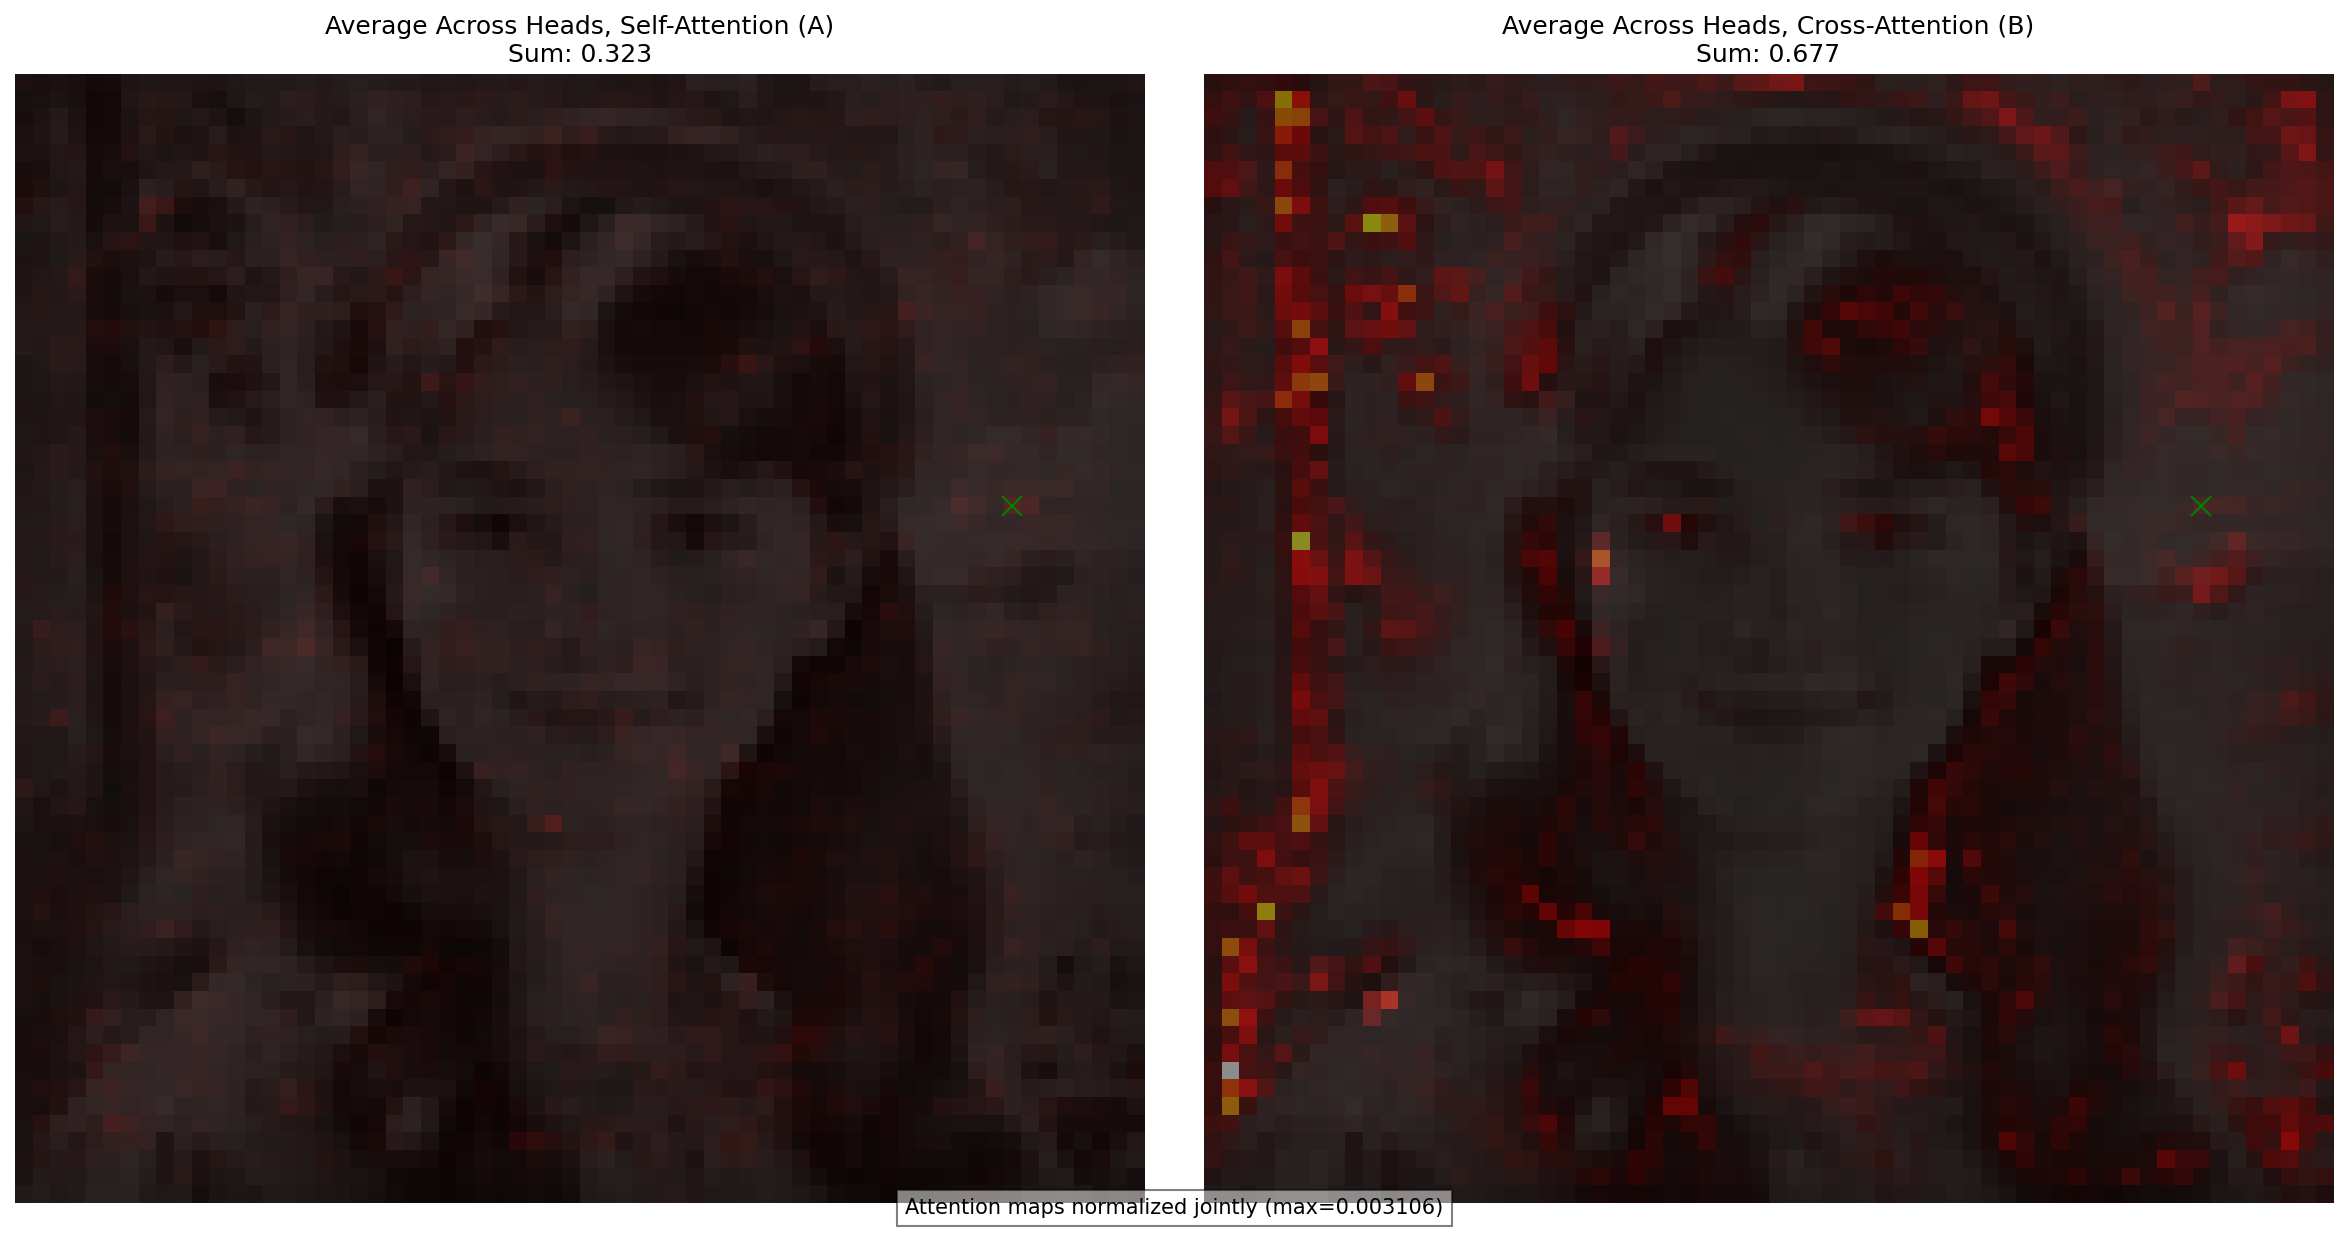 Average Across Heads, Self-Attention (A)
Sum: 0.323
Average Across Heads, Cross-Attention (B)
Sum: 0.677
Attention maps normalized jointly (max=0.003106)